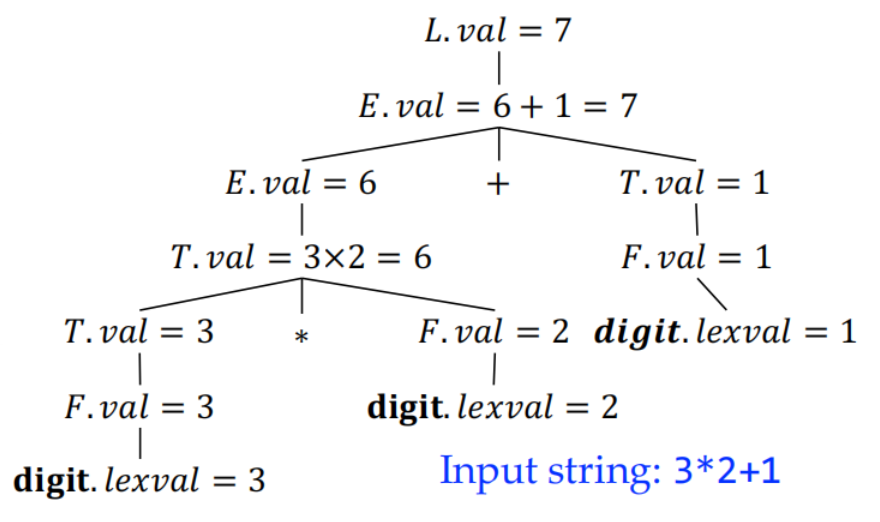 L.val = 7
E.val = 6 + 1 = 7
E.val = 6 + T.val = 1
T.val = 3×2 = 6 F.val = 1
T.val = 3 * F.val = 2 digit.lexval = 1
F.val = 3 digit.lexval = 2
digit.lexval = 3 Input string: 3*2+1